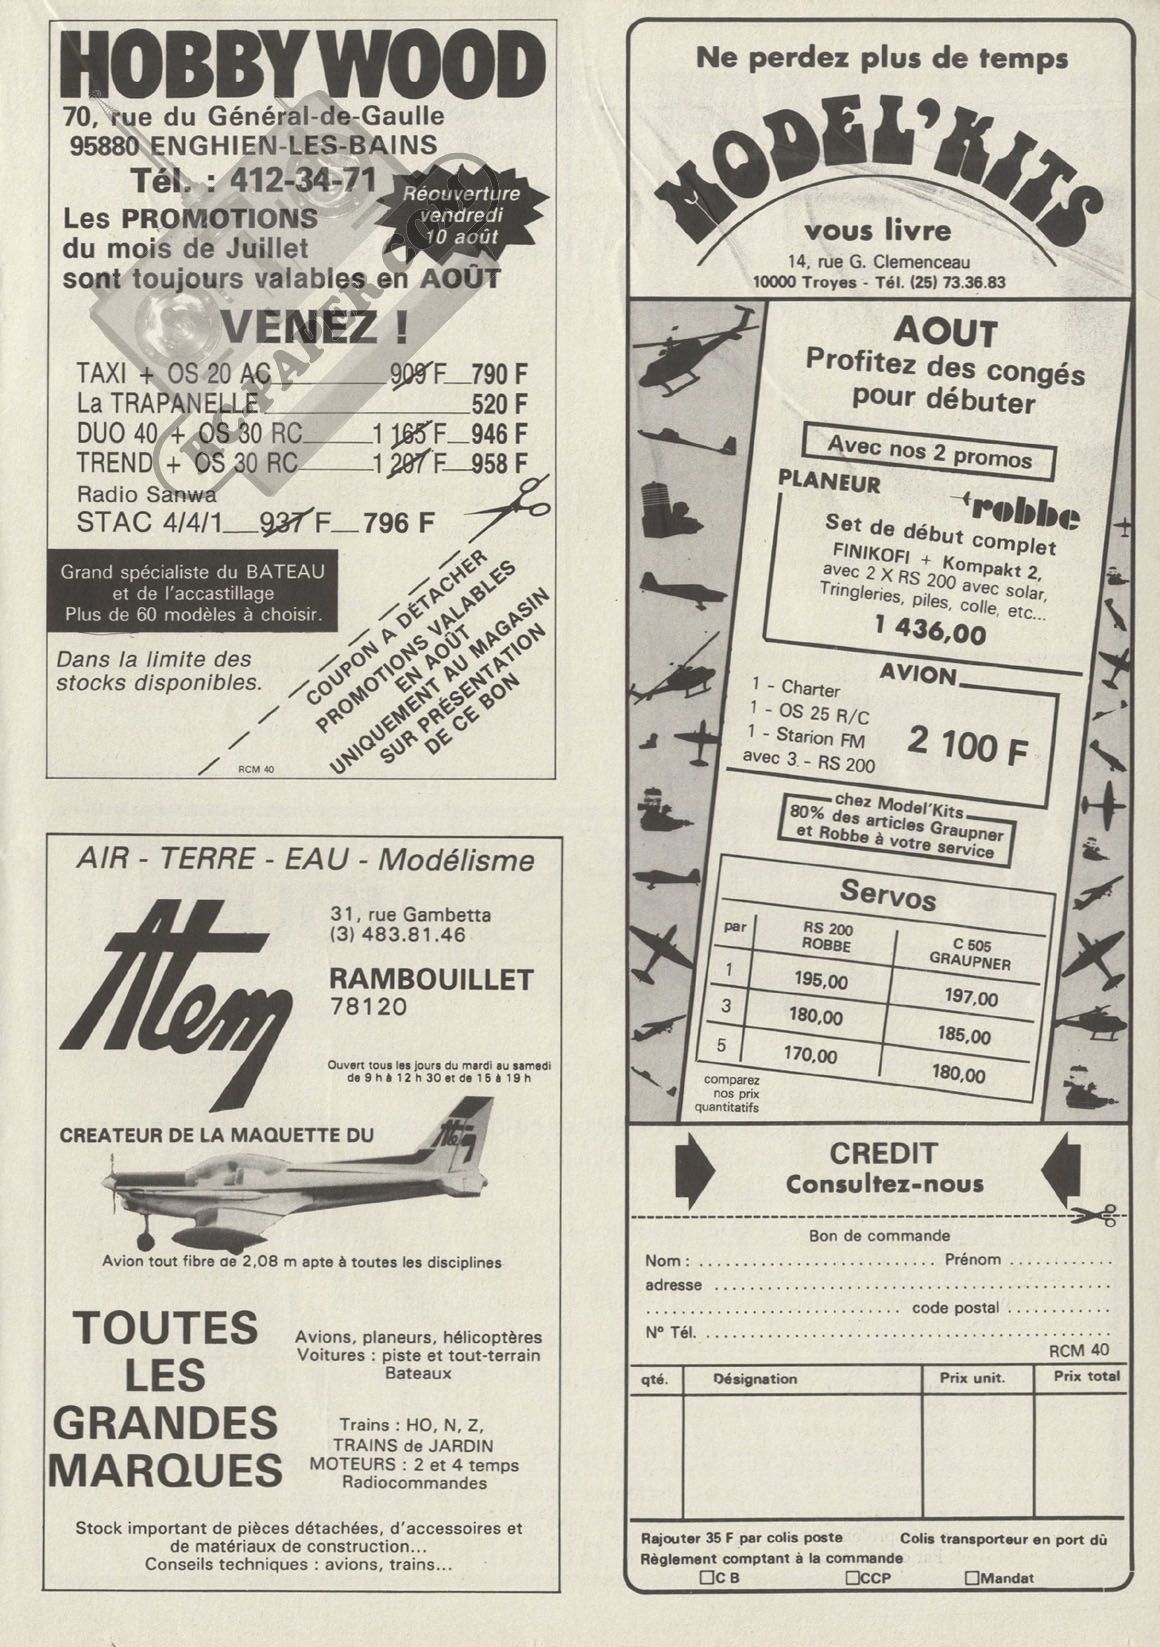 HOBBY WOOD
70, rue du Général-de-Gaulle
95880 ENGHIEN-LES-BAINS
Tél. : 412-34-71
Réouverture
vendredi
10 août
Les PROMOTIONS
du mois de Juillet
sont toujours valables en AOÛT
VENEZ !
TAXI + OS 20 AC 909 F 790 F
La TRAPANELLE 520 F
DUO 40 + OS 30 RC 1 165 F 946 F
TREND + OS 30 RC 1 207 F 958 F
Radio Sanwa
STAC 4/4/1 937 F 796 F
Grand spécialiste du BATEAU
et de l'accastillage
Plus de 60 modèles à choisir.
Dans la limite des
stocks disponibles.
COUPON A DÉTACHER
PROMOTIONS VALABLES
EN AOÛT
UNIQUEMENT AU MAGASIN
SUR PRÉSENTATION
DE CE BON
RCM 40
RC-PAPER.COM
AIR - TERRE - EAU - Modélisme
Atem
31, rue Gambetta
(3) 483.81.46
RAMBOUILLET
78120
Ouvert tous les jours du mardi au samedi
de 9 h à 12 h 30 et de 15 à 19 h
CREATEUR DE LA MAQUETTE DU
Atem
Avion tout fibre de 2,08 m apte à toutes les disciplines
TOUTES
LES
GRANDES
MARQUES
Avions, planeurs, hélicoptères
Voitures : piste et tout-terrain
Bateaux
Trains : HO, N, Z,
TRAINS de JARDIN
MOTEURS : 2 et 4 temps
Radiocommandes
Stock important de pièces détachées, d'accessoires et
de matériaux de construction...
Conseils techniques : avions, trains...
Ne perdez plus de temps
MODEL'KITS
vous livre
14, rue G. Clemenceau
10000 Troyes - Tél. (25) 73.36.83
AOUT
Profitez des congés
pour débuter
Avec nos 2 promos
PLANEUR
robbe
Set de début complet
FINIKOFI + Kompakt 2,
avec 2 X RS 200 avec solar,
Tringleries, piles, colle, etc...
1 436,00
AVION
1 - Charter
1 - OS 25 R/C
1 - Starion FM
avec 3 - RS 200
2 100 F
chez Model'Kits
80% des articles Graupner
et Robbe à votre service
Servos
par RS 200 ROBBE C 505 GRAUPNER
1 195,00 197,00
3 180,00 185,00
5 170,00 180,00
comparez
nos prix
quantitatifs
CREDIT
Consultez-nous
Bon de commande
Nom : Prénom
adresse
code postal
N° Tél.
RCM 40
qté. Désignation Prix unit. Prix total
Rajouter 35 F par colis poste Colis transporteur en port dû
Règlement comptant à la commande
C B CCP Mandat